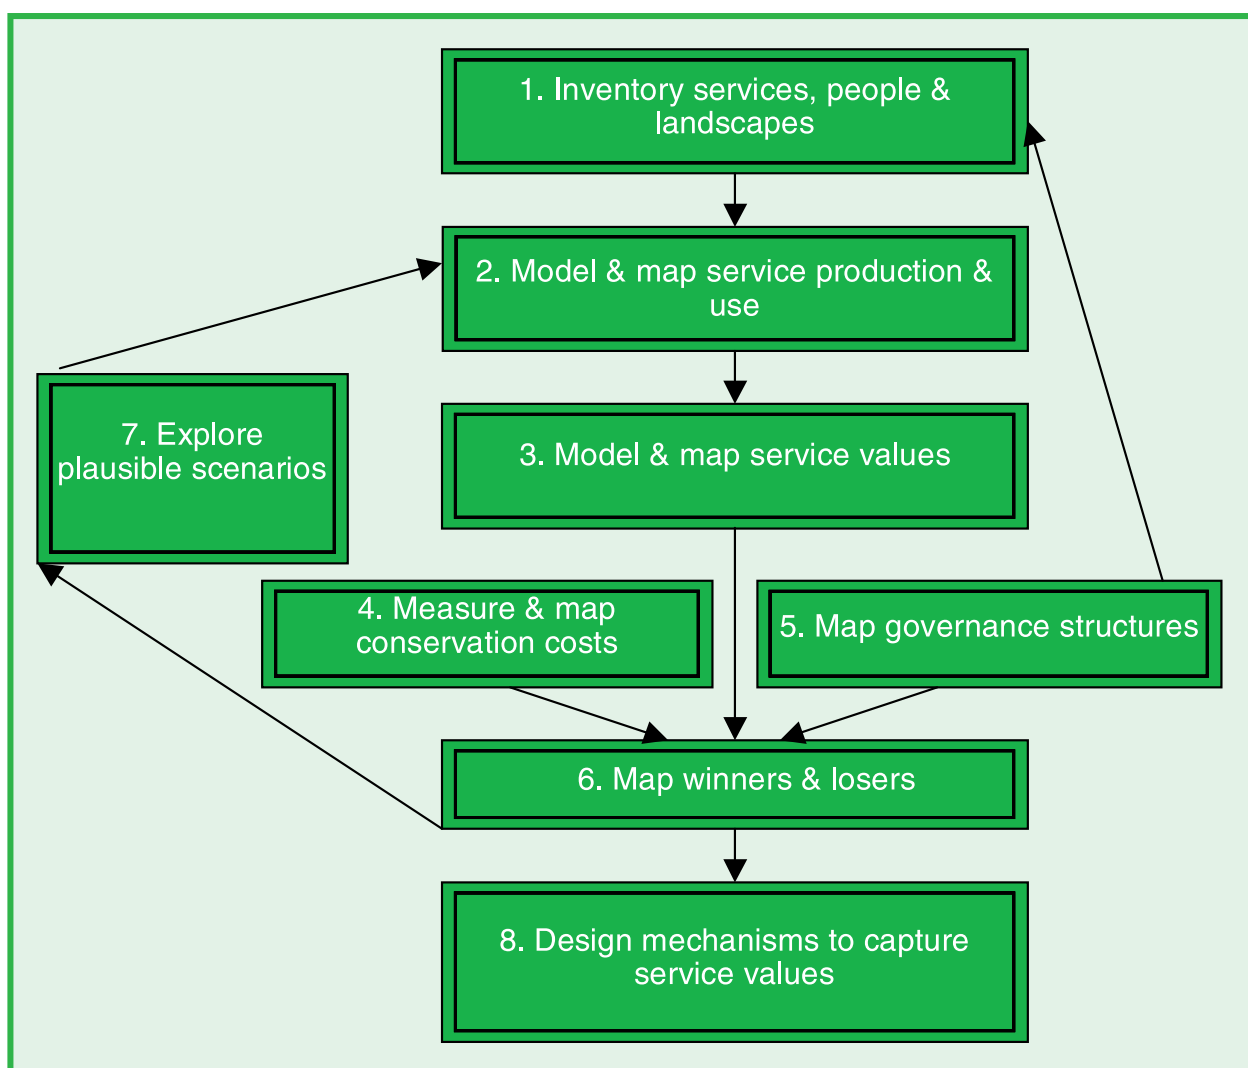 1. Inventory services, people &
landscapes
2. Model & map service production &
use
7. Explore
plausible scenarios
3. Model & map service values
4. Measure & map
conservation costs
5. Map governance structures
6. Map winners & losers
8. Design mechanisms to capture
service values